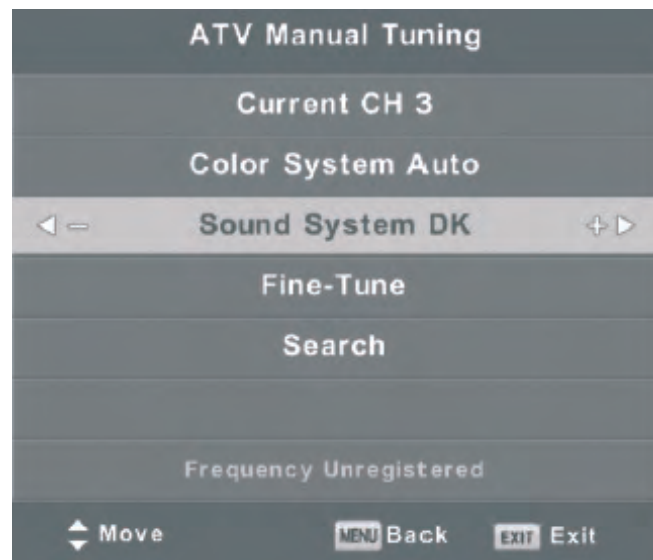 ATV Manual Tuning
Current CH 3
Color System Auto
Sound System DK
Fine-Tune
Search
Frequency Unregistered
Move MENU Back EXIT Exit